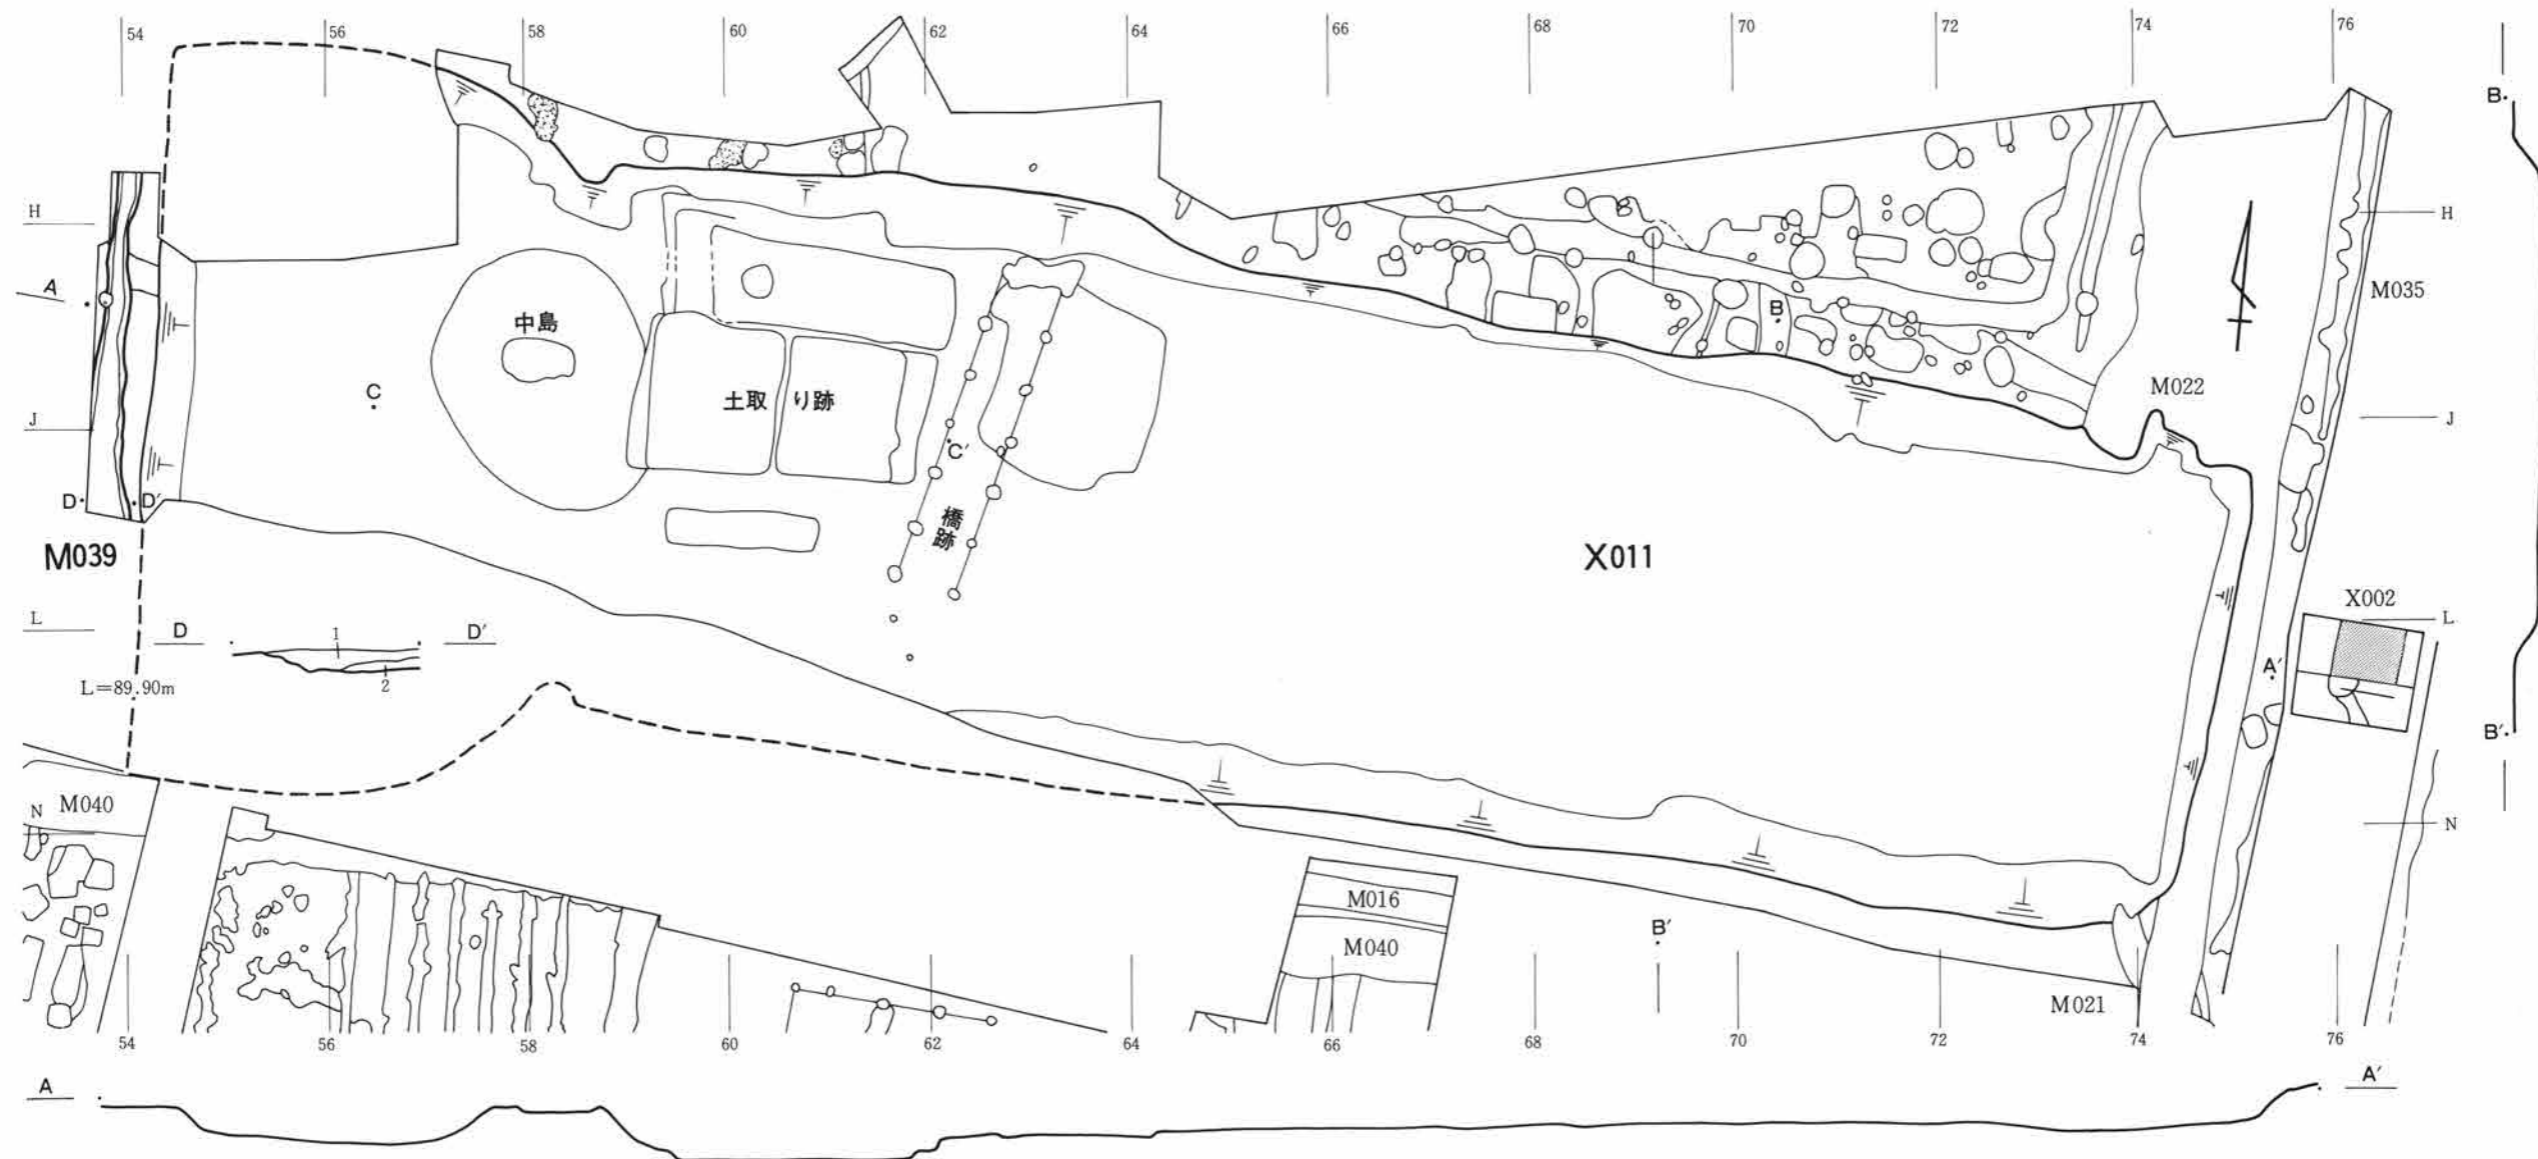 54
56
58
60
62
64
66
68
70
72
74
76
B
H
H
A
M035
中島
B
C
土取り跡
M022
J
J
C'
D
D'
橋跡
M039
X011
X002
L
L
D
1
D'
2
L=89.90m
A'
B'
N
M040
N
M016
M040
B'
M021
54
56
58
60
62
64
66
68
70
72
74
76
A
A'